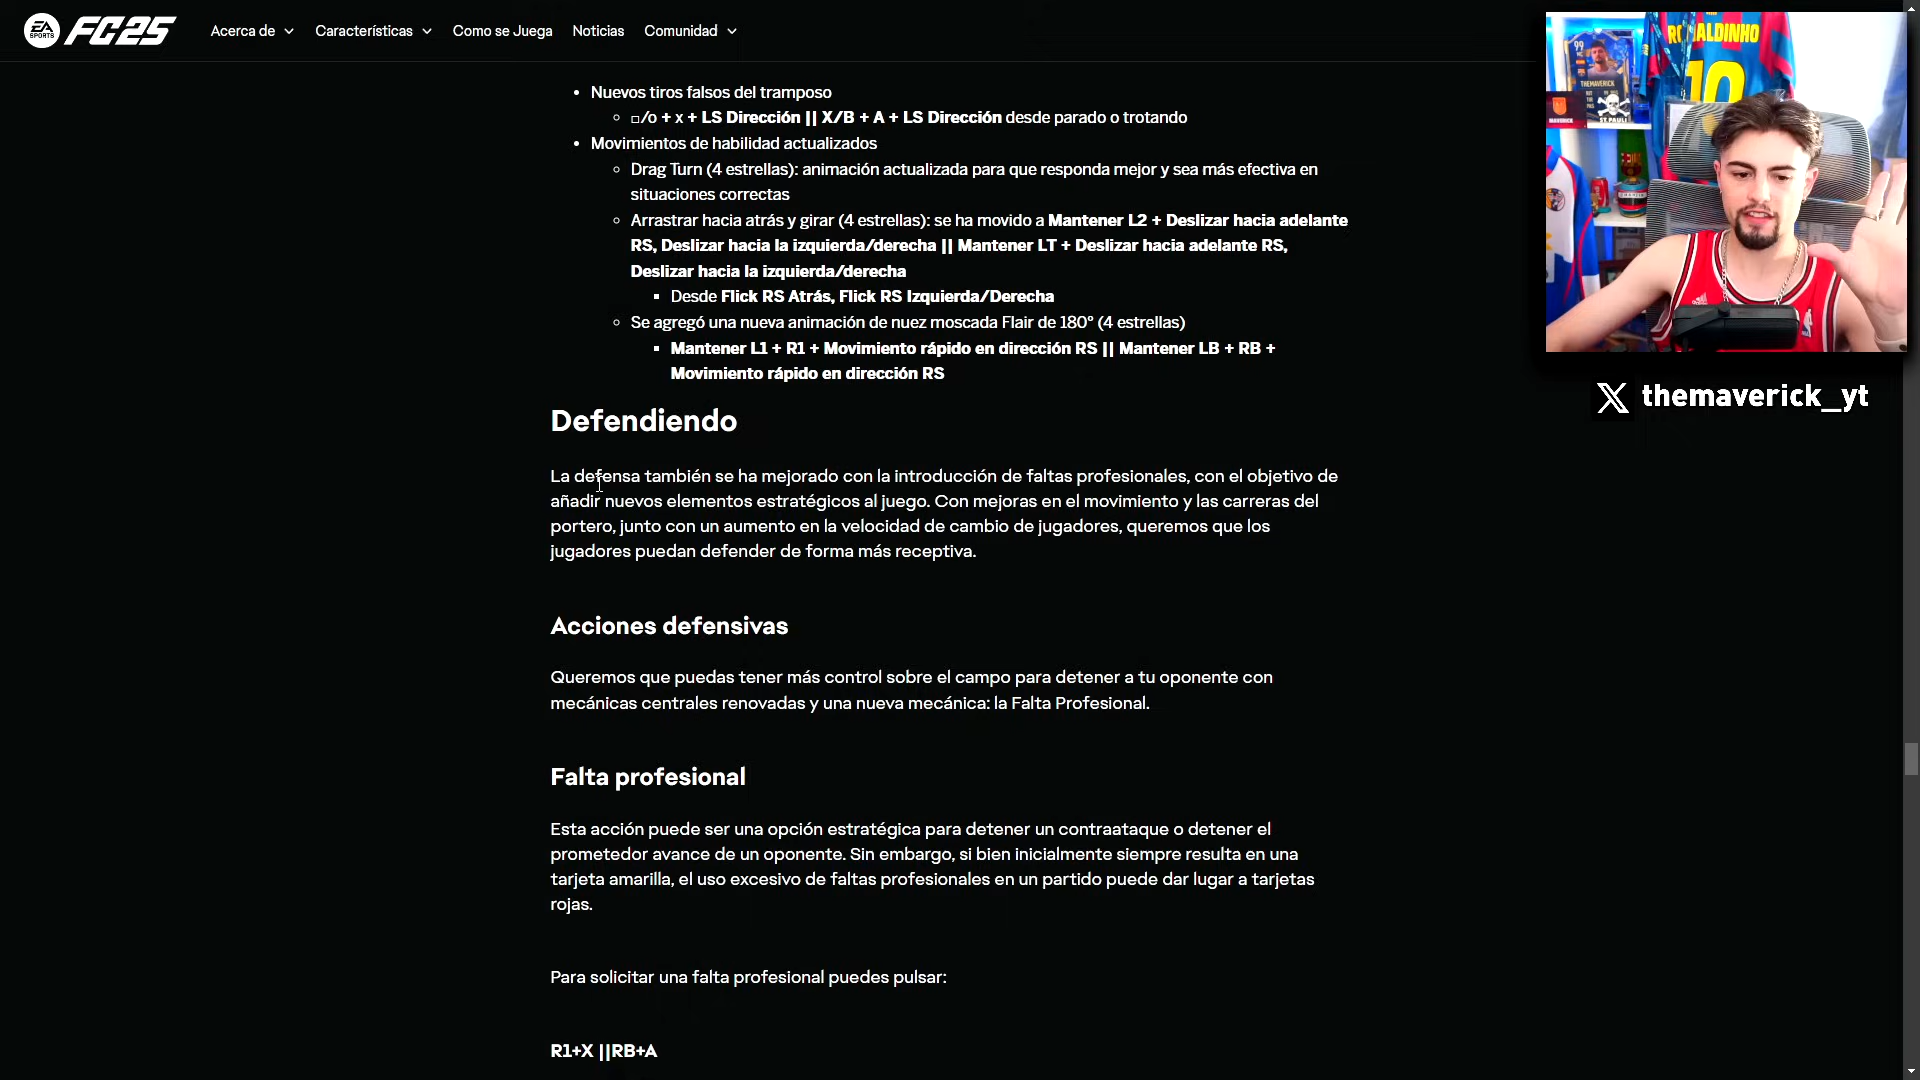 EA SPORTS FC25
Acerca de
Características
Como se Juega
Noticias
Comunidad
• Nuevos tiros falsos del tramposo
◦ □/o + x + LS Dirección || X/B + A + LS Dirección desde parado o trotando
• Movimientos de habilidad actualizados
◦ Drag Turn (4 estrellas): animación actualizada para que responda mejor y sea más efectiva en
situaciones correctas
◦ Arrastrar hacia atrás y girar (4 estrellas): se ha movido a Mantener L2 + Deslizar hacia adelante
RS, Deslizar hacia la izquierda/derecha || Mantener LT + Deslizar hacia adelante RS,
Deslizar hacia la izquierda/derecha
▪ Desde Flick RS Atrás, Flick RS Izquierda/Derecha
◦ Se agregó una nueva animación de nuez moscada Flair de 180° (4 estrellas)
▪ Mantener L1 + R1 + Movimiento rápido en dirección RS || Mantener LB + RB +
Movimiento rápido en dirección RS
Defendiendo
La defensa también se ha mejorado con la introducción de faltas profesionales, con el objetivo de
añadir nuevos elementos estratégicos al juego. Con mejoras en el movimiento y las carreras del
portero, junto con un aumento en la velocidad de cambio de jugadores, queremos que los
jugadores puedan defender de forma más receptiva.
Acciones defensivas
Queremos que puedas tener más control sobre el campo para detener a tu oponente con
mecánicas centrales renovadas y una nueva mecánica: la Falta Profesional.
Falta profesional
Esta acción puede ser una opción estratégica para detener un contraataque o detener el
prometedor avance de un oponente. Sin embargo, si bien inicialmente siempre resulta en una
tarjeta amarilla, el uso excesivo de faltas profesionales en un partido puede dar lugar a tarjetas
rojas.
Para solicitar una falta profesional puedes pulsar:
R1+X ||RB+A
99
THEMAVERICK
MAVERICK
ST. PAULI
10
X themaverick_yt